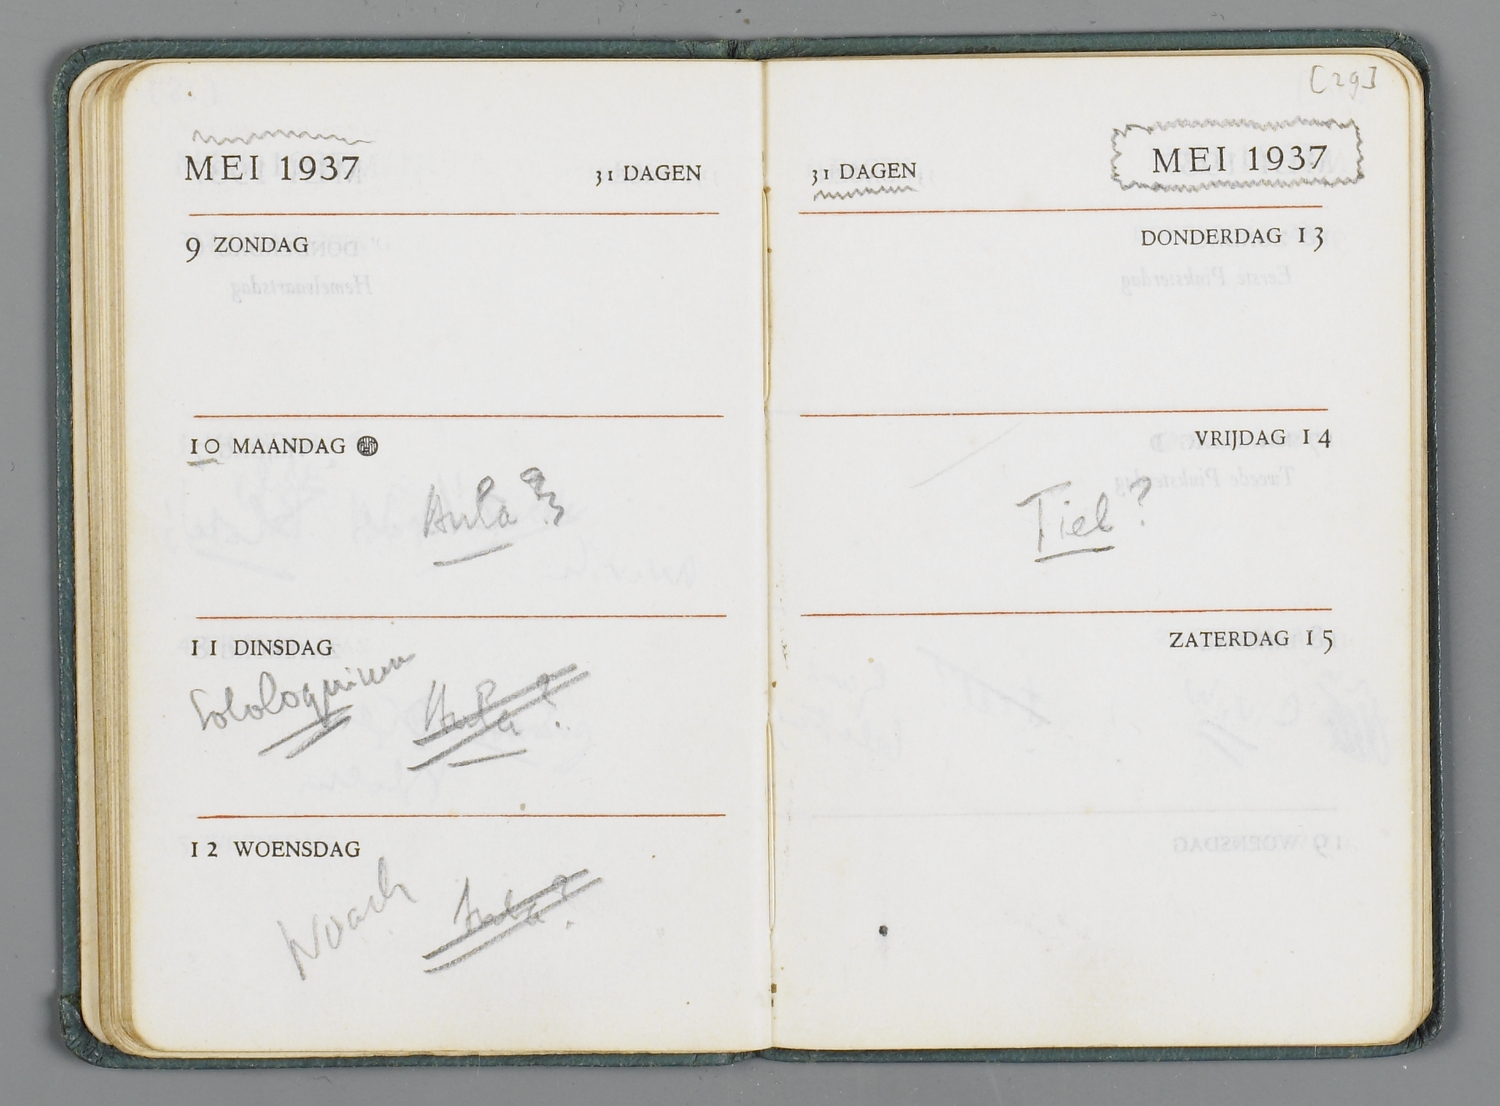 MEI 1937 31 DAGEN
9 ZONDAG
10 MAANDAG
Aula
11 DINSDAG
Cololoquium Aula?
12 WOENSDAG
Noach Aula?
[29]
31 DAGEN MEI 1937
DONDERDAG 13
VRIJDAG 14
Tiel?
ZATERDAG 15